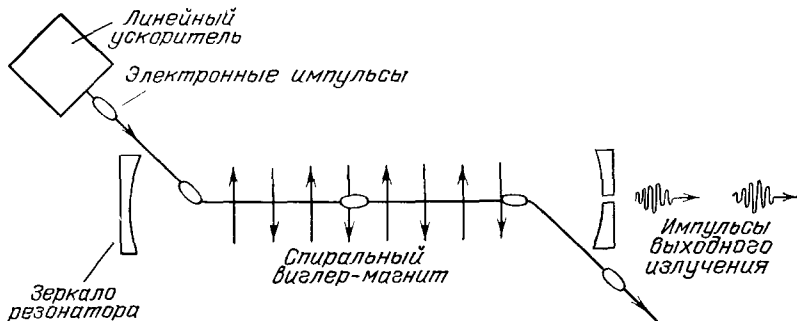 Линейный
ускоритель
Электронные импульсы
Спиральный
виглер-магнит
Импульсы
выходного
излучения
Зеркало
резонатора